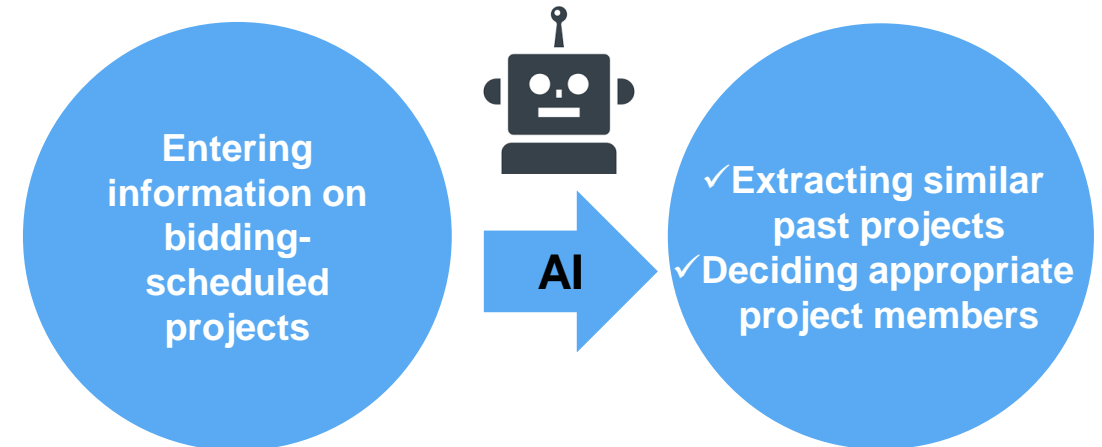 Entering
information on
bidding-
scheduled
projects
AI
✓Extracting similar
past projects
✓Deciding appropriate
project members